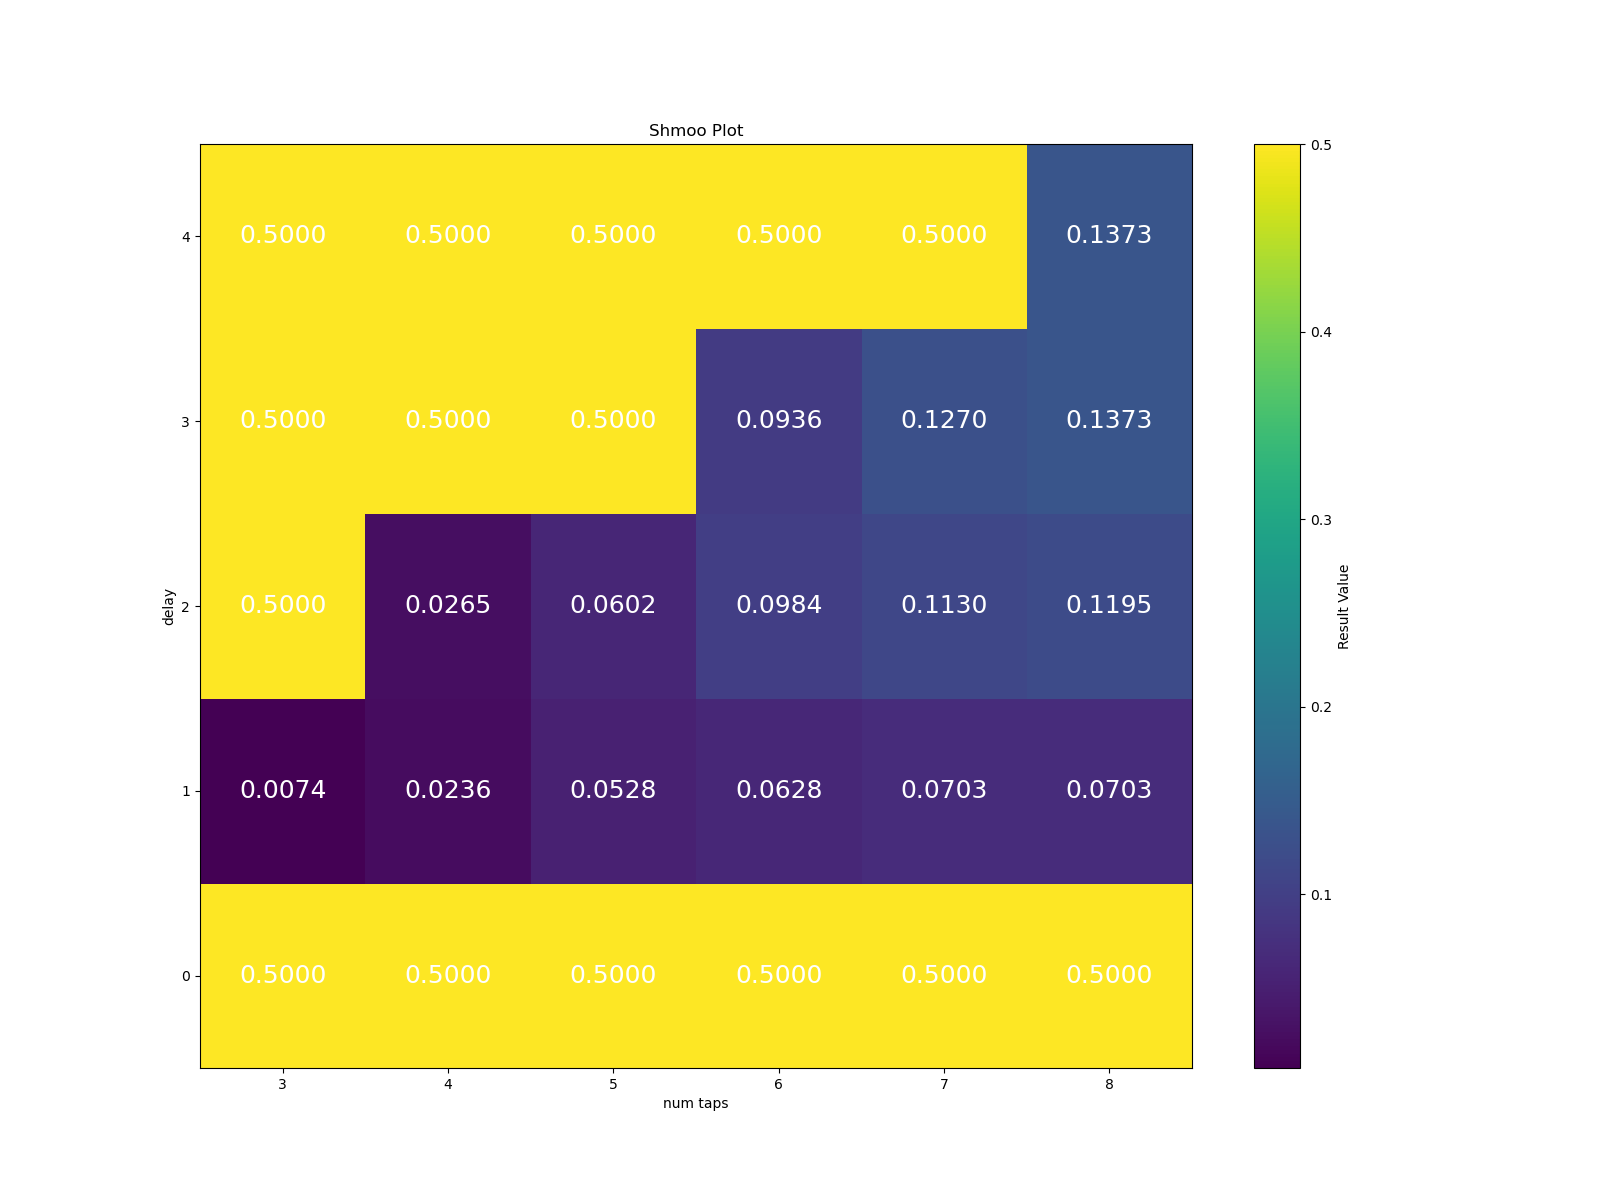 Shmoo Plot
4 0.5000 0.5000 0.5000 0.5000 0.5000 0.1373
3 0.5000 0.5000 0.5000 0.0936 0.1270 0.1373
2 0.5000 0.0265 0.0602 0.0984 0.1130 0.1195
1 0.0074 0.0236 0.0528 0.0628 0.0703 0.0703
0 0.5000 0.5000 0.5000 0.5000 0.5000 0.5000
delay
3 4 5 6 7 8
num taps
0.5
0.4
0.3
0.2
0.1
Result Value